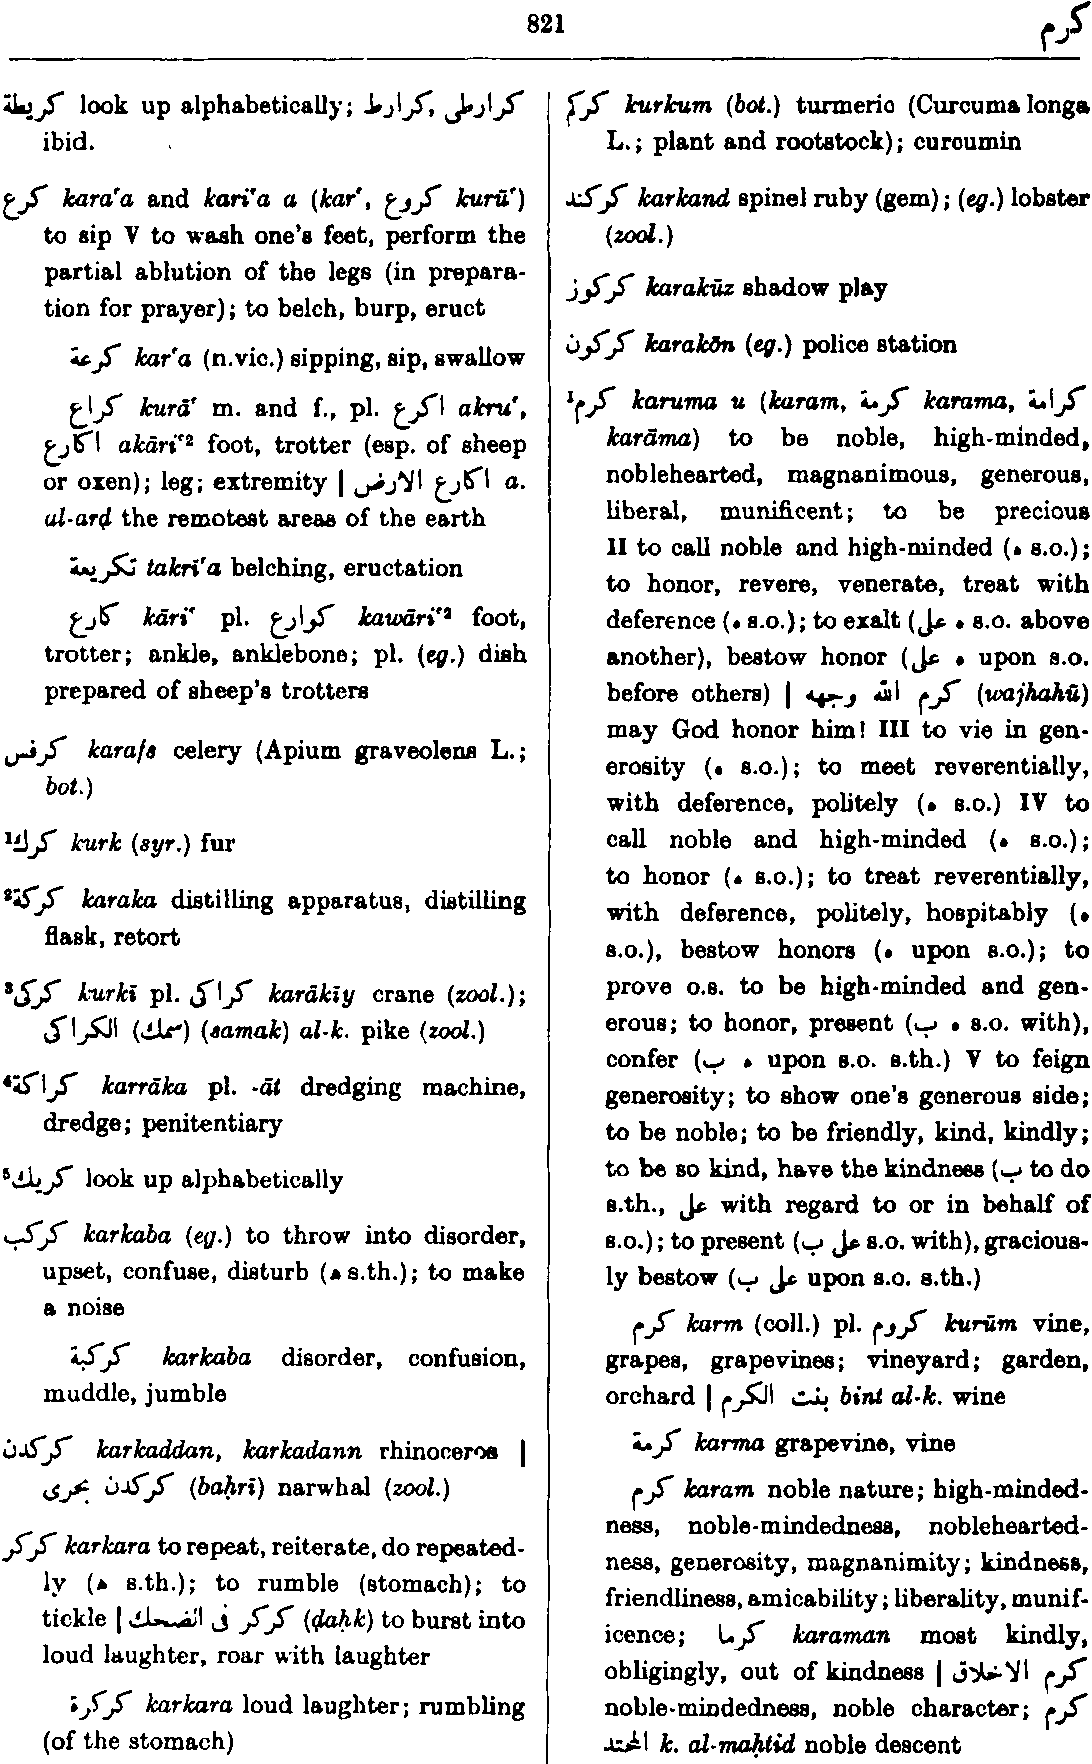 821
كرم
كريطة look up alphabetically; كرارطى, كرارط
ibid.
كرع kara‘a and kari‘a a (kar‘, كروع kurū‘)
to sip V to wash one's feet, perform the
partial ablution of the legs (in prepara-
tion for prayer); to belch, burp, eruct
كرعة kar‘a (n.vic.) sipping, sip, swallow
كراع kurā‘ m. and f., pl. اكرع akru‘,
اكارع akāri‘² foot, trotter (esp. of sheep
or oxen); leg; extremity | اكارع الارض a.
ul-arḍ the remotest areas of the earth
تكريعة takrī‘a belching, eructation
كارع kāri‘ pl. كوارع kawāri‘² foot,
trotter; ankle, anklebone; pl. (eg.) dish
prepared of sheep's trotters
كرفس karafs celery (Apium graveolens L.;
bot.)
¹كرك kurk (syr.) fur
²كركة karaka distilling apparatus, distilling
flask, retort
³كركى kurkī pl. كراكى karākīy crane (zool.);
(سمك) الكراكى (samak) al-k. pike (zool.)
⁴كراكة karrāka pl. -āt dredging machine,
dredge; penitentiary
⁵كريك look up alphabetically
كركب karkaba (eg.) to throw into disorder,
upset, confuse, disturb (ه s.th.); to make
a noise
كركبة karkaba disorder, confusion,
muddle, jumble
كركدن karkaddan, karkadann rhinoceros |
كركدن بحرى (baḥrī) narwhal (zool.)
كركر karkara to repeat, reiterate, do repeated-
ly (ه s.th.); to rumble (stomach); to
tickle | كركر فى الضحك (ḍaḥk) to burst into
loud laughter, roar with laughter
كركرة karkara loud laughter; rumbling
(of the stomach)
كركم kurkum (bot.) turmeric (Curcuma longa
L.; plant and rootstock); curcumin
كركند karkand spinel ruby (gem); (eg.) lobster
(zool.)
كركوز karakūz shadow play
كركون karakōn (eg.) police station
¹كرم karuma u (karam, كرمة karama, كرامة
karāma) to be noble, high-minded,
noblehearted, magnanimous, generous,
liberal, munificent; to be precious
II to call noble and high-minded (ه s.o.);
to honor, revere, venerate, treat with
deference (ه s.o.); to exalt (ه على s.o. above
another), bestow honor (ه على upon s.o.
before others) | كرم الله وجهه (wajhahū)
may God honor him! III to vie in gen-
erosity (ه s.o.); to meet reverentially,
with deference, politely (ه s.o.) IV to
call noble and high-minded (ه s.o.);
to honor (ه s.o.); to treat reverentially,
with deference, politely, hospitably (ه
s.o.), bestow honors (ه upon s.o.); to
prove o.s. to be high-minded and gen-
erous; to honor, present (ه ب s.o. with),
confer (ه ب upon s.o. s.th.) V to feign
generosity; to show one's generous side;
to be noble; to be friendly, kind, kindly;
to be so kind, have the kindness (ب to do
s.th., على with regard to or in behalf of
s.o.); to present (على ب s.o. with), gracious-
ly bestow (على ب upon s.o. s.th.)
كرم karm (coll.) pl. كروم kurūm vine,
grapes, grapevines; vineyard; garden,
orchard | بنت الكرم bint al-k. wine
كرمة karma grapevine, vine
كرم karam noble nature; high-minded-
ness, noble-mindedness, noblehearted-
ness, generosity, magnanimity; kindness,
friendliness, amicability; liberality, munif-
icence; كرما karaman most kindly,
obligingly, out of kindness | كرم الاخلاق
noble-mindedness, noble character; كرم
المحتد k. al-maḥtid noble descent